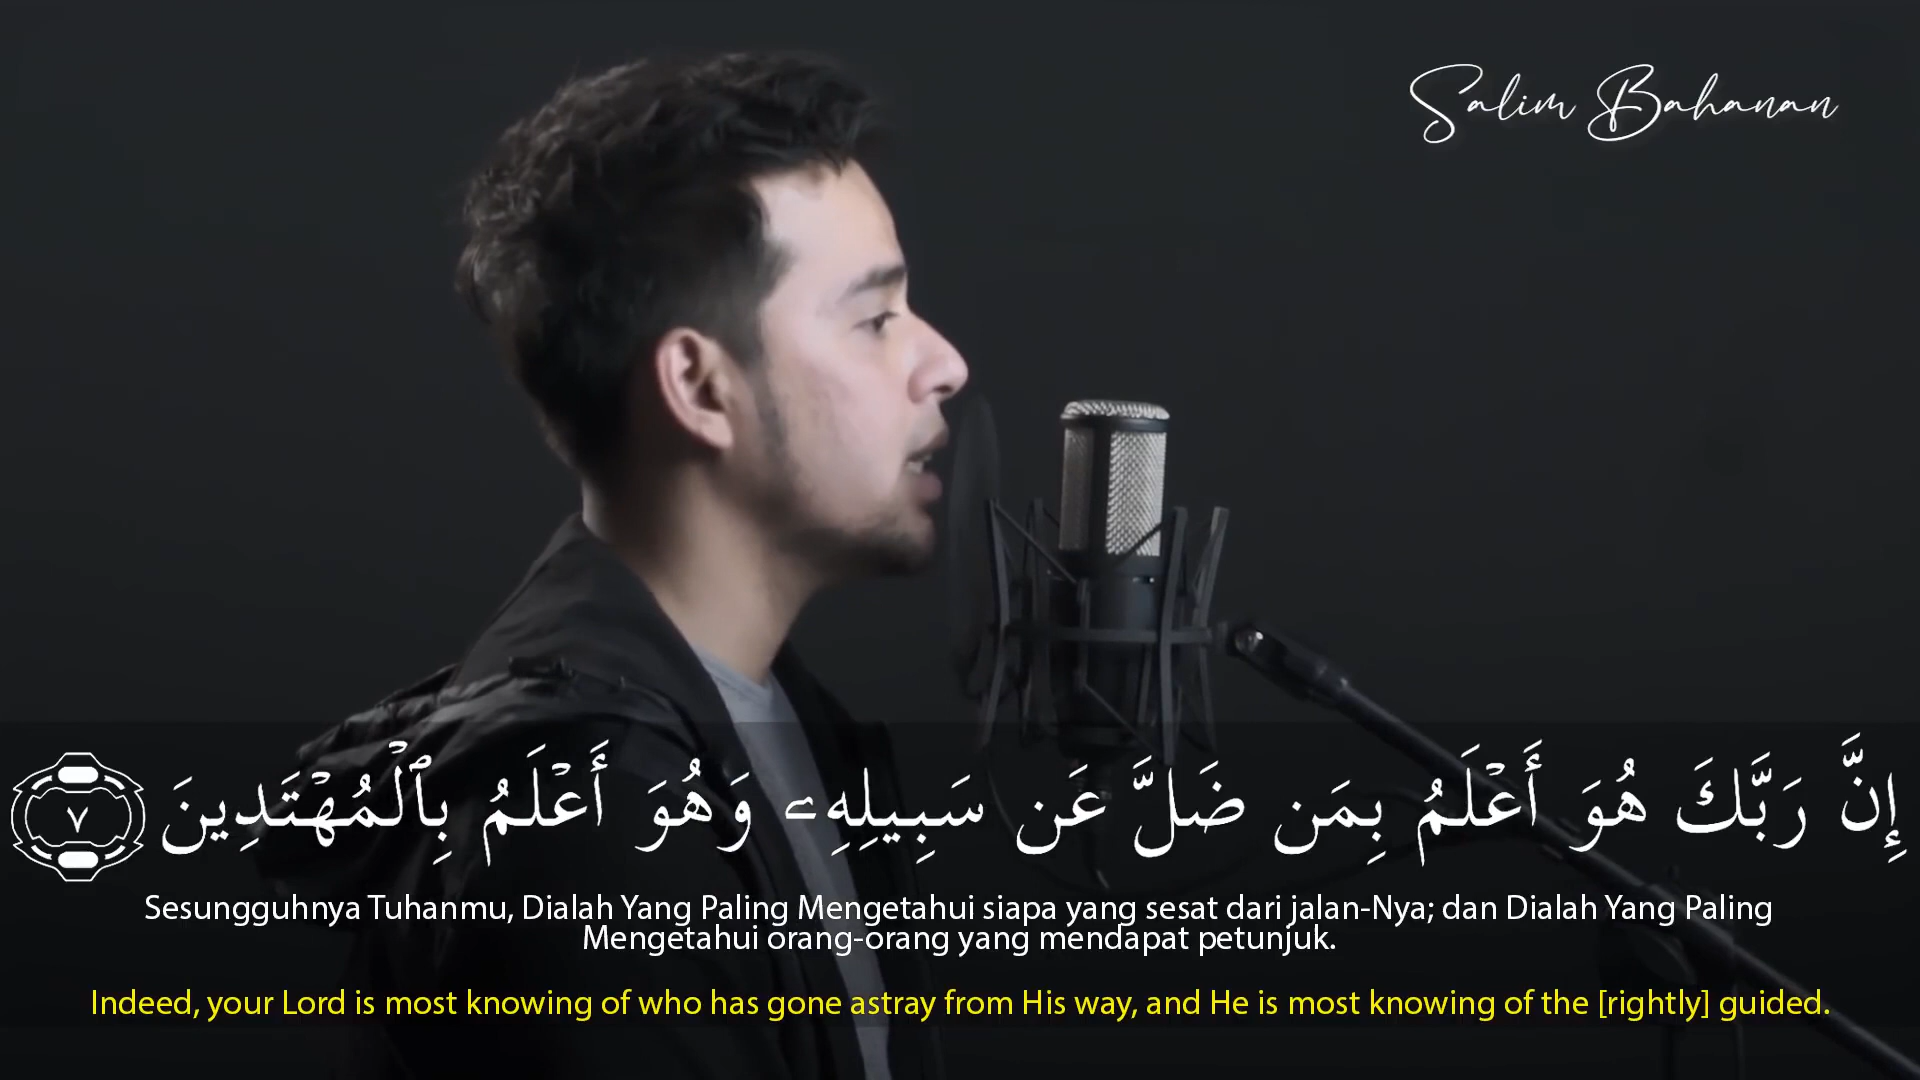 Salim Bahanan
إِنَّ رَبَّكَ هُوَ أَعْلَمُ بِمَن ضَلَّ عَن سَبِيلِهِۦ وَهُوَ أَعْلَمُ بِٱلْمُهْتَدِينَ ٧
Sesungguhnya Tuhanmu, Dialah Yang Paling Mengetahui siapa yang sesat dari jalan-Nya; dan Dialah Yang Paling
Mengetahui orang-orang yang mendapat petunjuk.
Indeed, your Lord is most knowing of who has gone astray from His way, and He is most knowing of the [rightly] guided.